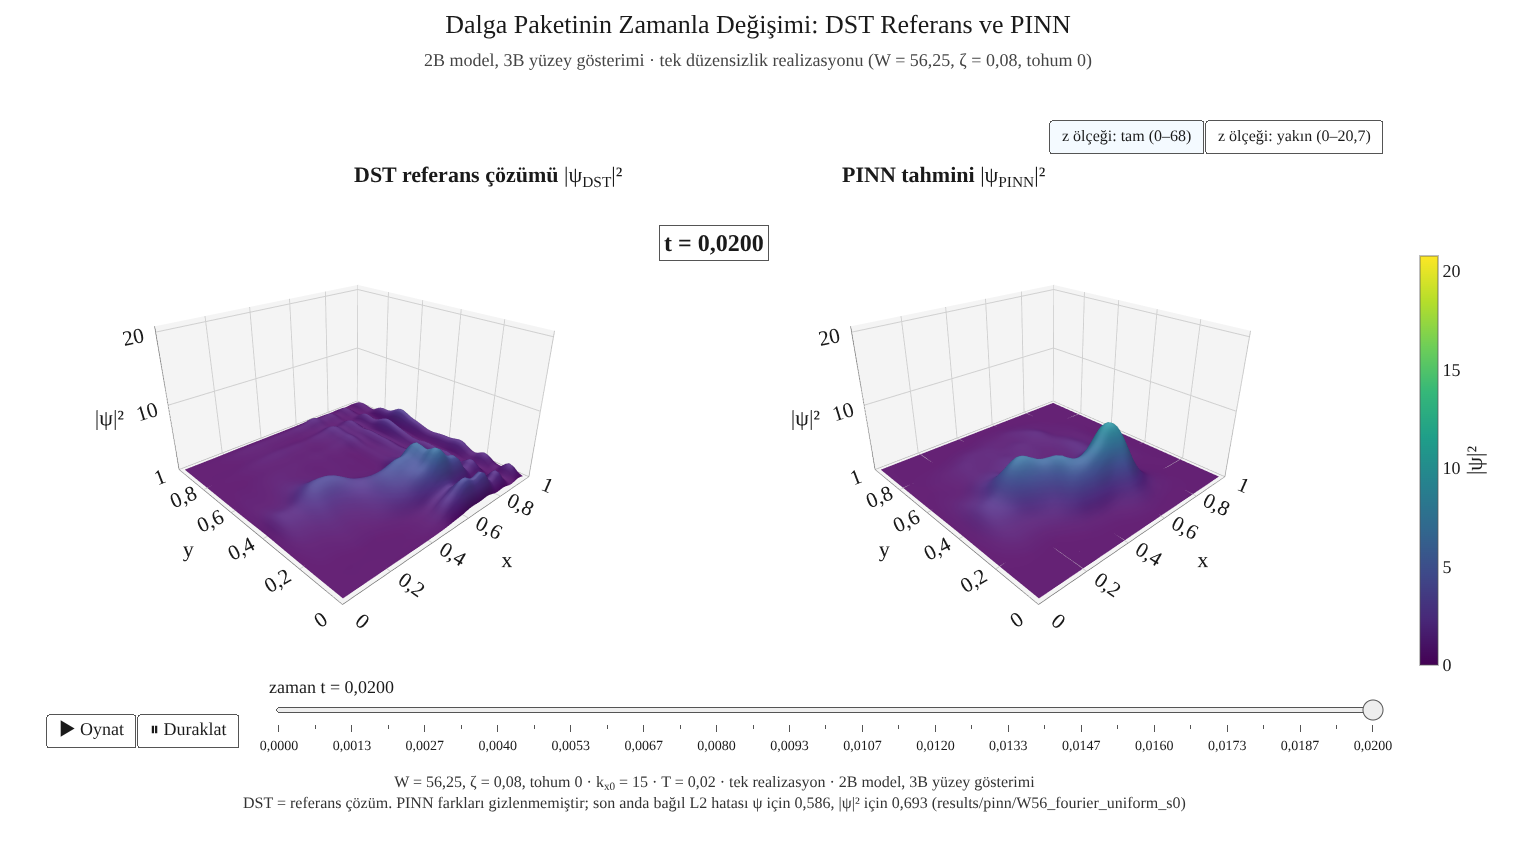 Dalga Paketinin Zamanla Değişimi: DST Referans ve PINN
2B model, 3B yüzey gösterimi · tek düzensizlik realizasyonu (W = 56,25, ζ = 0,08, tohum 0)
z ölçeği: tam (0–68)
z ölçeği: yakın (0–20,7)
DST referans çözümü |ψDST|²
PINN tahmini |ψPINN|²
t = 0,0200
20
10
|ψ|²
1
0,8
0,6
0,4
0,2
0
y
0
0,2
0,4
0,6
0,8
1
x
20
10
|ψ|²
1
0,8
0,6
0,4
0,2
0
y
0
0,2
0,4
0,6
0,8
1
x
20
15
10
5
0
|ψ|²
zaman t = 0,0200
▶ Oynat
⏸ Duraklat
0,0000 0,0013 0,0027 0,0040 0,0053 0,0067 0,0080 0,0093 0,0107 0,0120 0,0133 0,0147 0,0160 0,0173 0,0187 0,0200
W = 56,25, ζ = 0,08, tohum 0 · kx0 = 15 · T = 0,02 · tek realizasyon · 2B model, 3B yüzey gösterimi
DST = referans çözüm. PINN farkları gizlenmemiştir; son anda bağıl L2 hatası ψ için 0,586, |ψ|² için 0,693 (results/pinn/W56_fourier_uniform_s0)